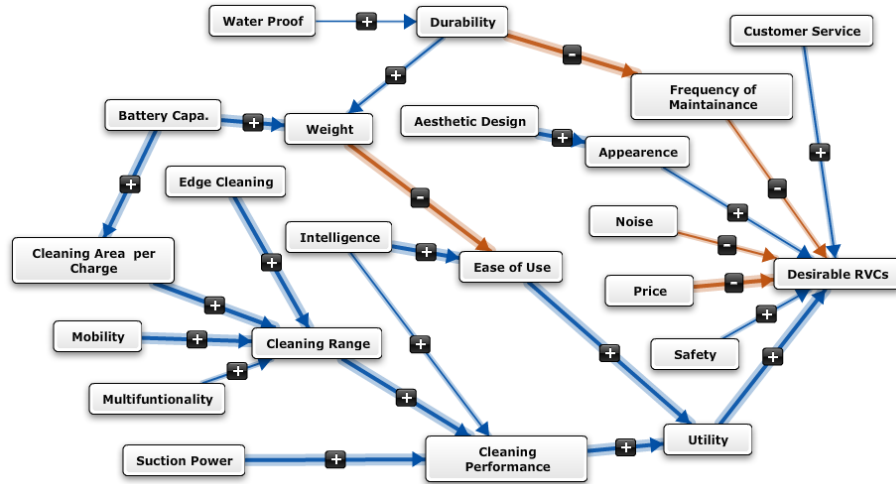 Water Proof
+
Durability
Customer Service
-
+
Frequency of
Maintainance
Battery Capa.
+
Weight
Aesthetic Design
+
Appearence
+
+
Edge Cleaning
-
-
+
Noise
Intelligence
+
Cleaning Area per
Charge
+
Ease of Use
-
Desirable RVCs
Price
-
+
+
Mobility
+
Cleaning Range
+
+
Safety
+
Multifuntionality
+
+
Utility
Suction Power
+
Cleaning
Performance
+